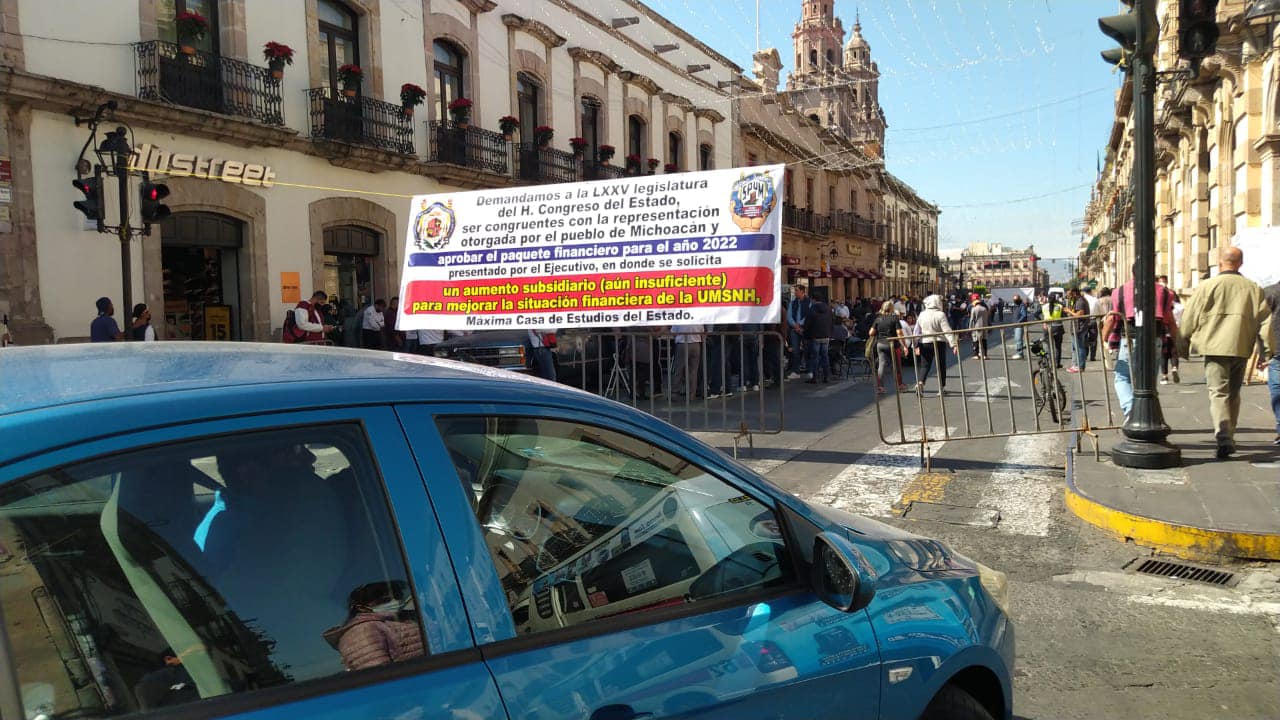 Demandamos a la LXXV legislatura
del H. Congreso del Estado,
ser congruentes con la representación
otorgada por el pueblo de Michoacán y
aprobar el paquete financiero para el año 2022
presentado por el Ejecutivo, en donde se solicita
un aumento subsidiario (aún insuficiente)
para mejorar la situación financiera de la UMSNH,
Máxima Casa de Estudios del Estado.
SPUM
15